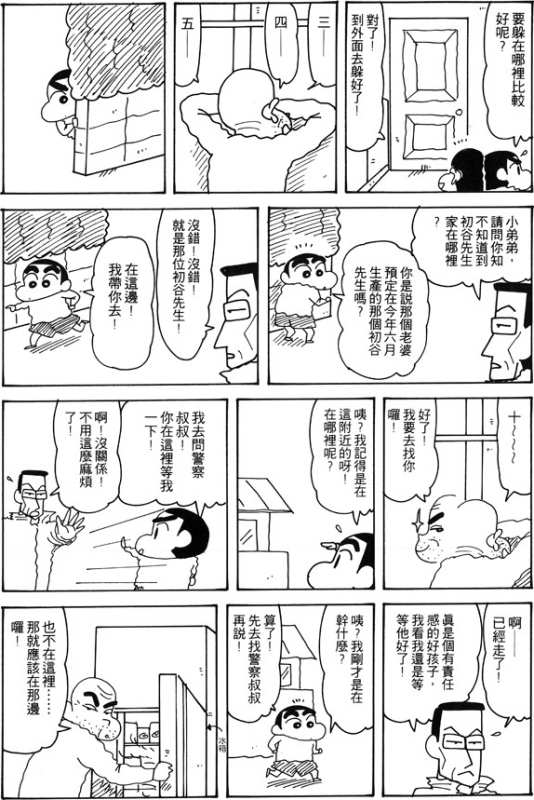 要躲在哪裡比較
好呢?
對了!
到外面去躲好了!
三——
四——
五——
小弟弟,
請問你知
不知道到
初谷先生
家在哪裡
?
你是說那個老婆
預定在今年六月
生產的那個初谷
先生嗎?
沒錯!沒錯!
就是那位初谷先生!
在這邊!
我帶你去!
十~~~~
好了!
我要去找你
囉!
咦?我記得是在
這附近的呀!是
在哪裡呢?
我去問警察
叔叔!
你在這裡等我
一下!
啊!沒關係!
不用這麼麻煩
了!
啊——
已經走了!
真是個有責任
感的好孩子,
我看我還是等
等他好了!
咦?我剛才是在
幹什麼?
算了!
先去找警察叔叔
再說!
冰箱
也不在這裡……
那就應該在那邊
囉!